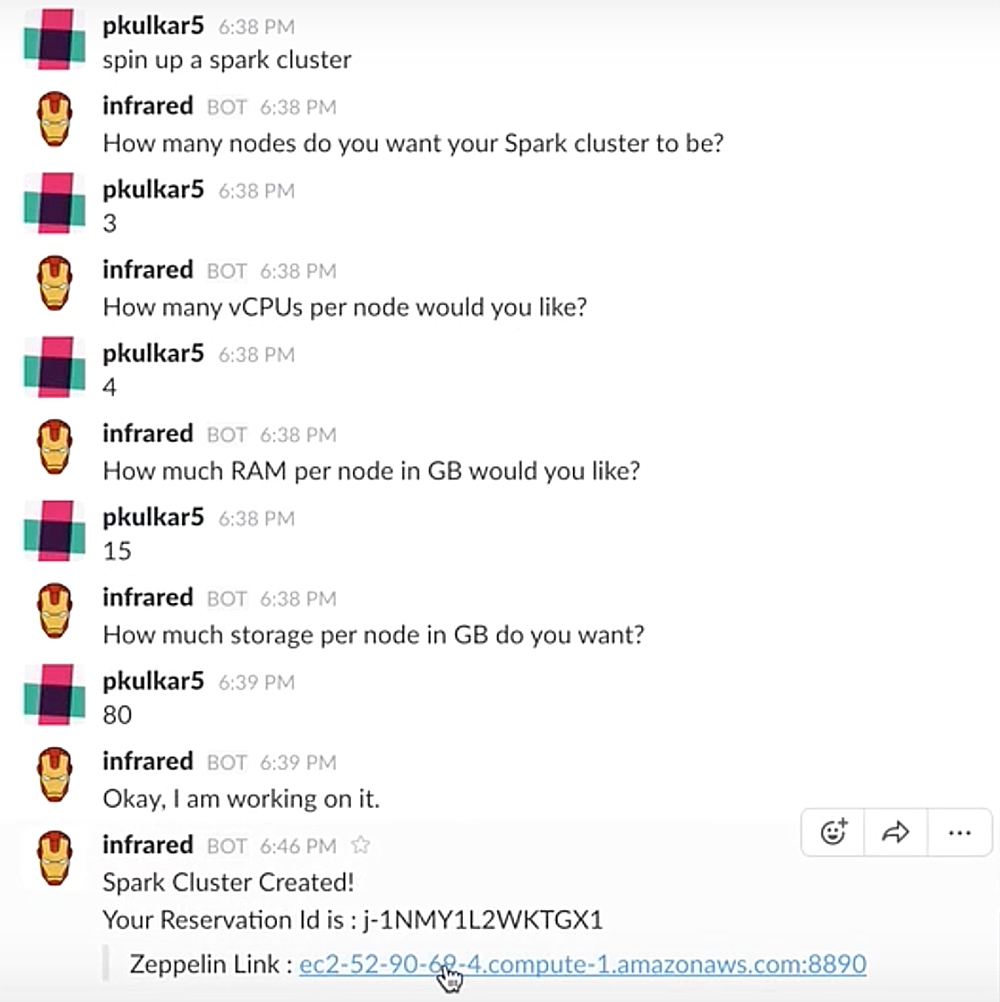 pkulkar5 6:38 PM
spin up a spark cluster
infrared BOT 6:38 PM
How many nodes do you want your Spark cluster to be?
pkulkar5 6:38 PM
3
infrared BOT 6:38 PM
How many vCPUs per node would you like?
pkulkar5 6:38 PM
4
infrared BOT 6:38 PM
How much RAM per node in GB would you like?
pkulkar5 6:38 PM
15
infrared BOT 6:38 PM
How much storage per node in GB do you want?
pkulkar5 6:39 PM
80
infrared BOT 6:39 PM
Okay, I am working on it.
infrared BOT 6:46 PM
Spark Cluster Created!
Your Reservation Id is : j-1NMY1L2WKTGX1
Zeppelin Link : ec2-52-90-69-4.compute-1.amazonaws.com:8890